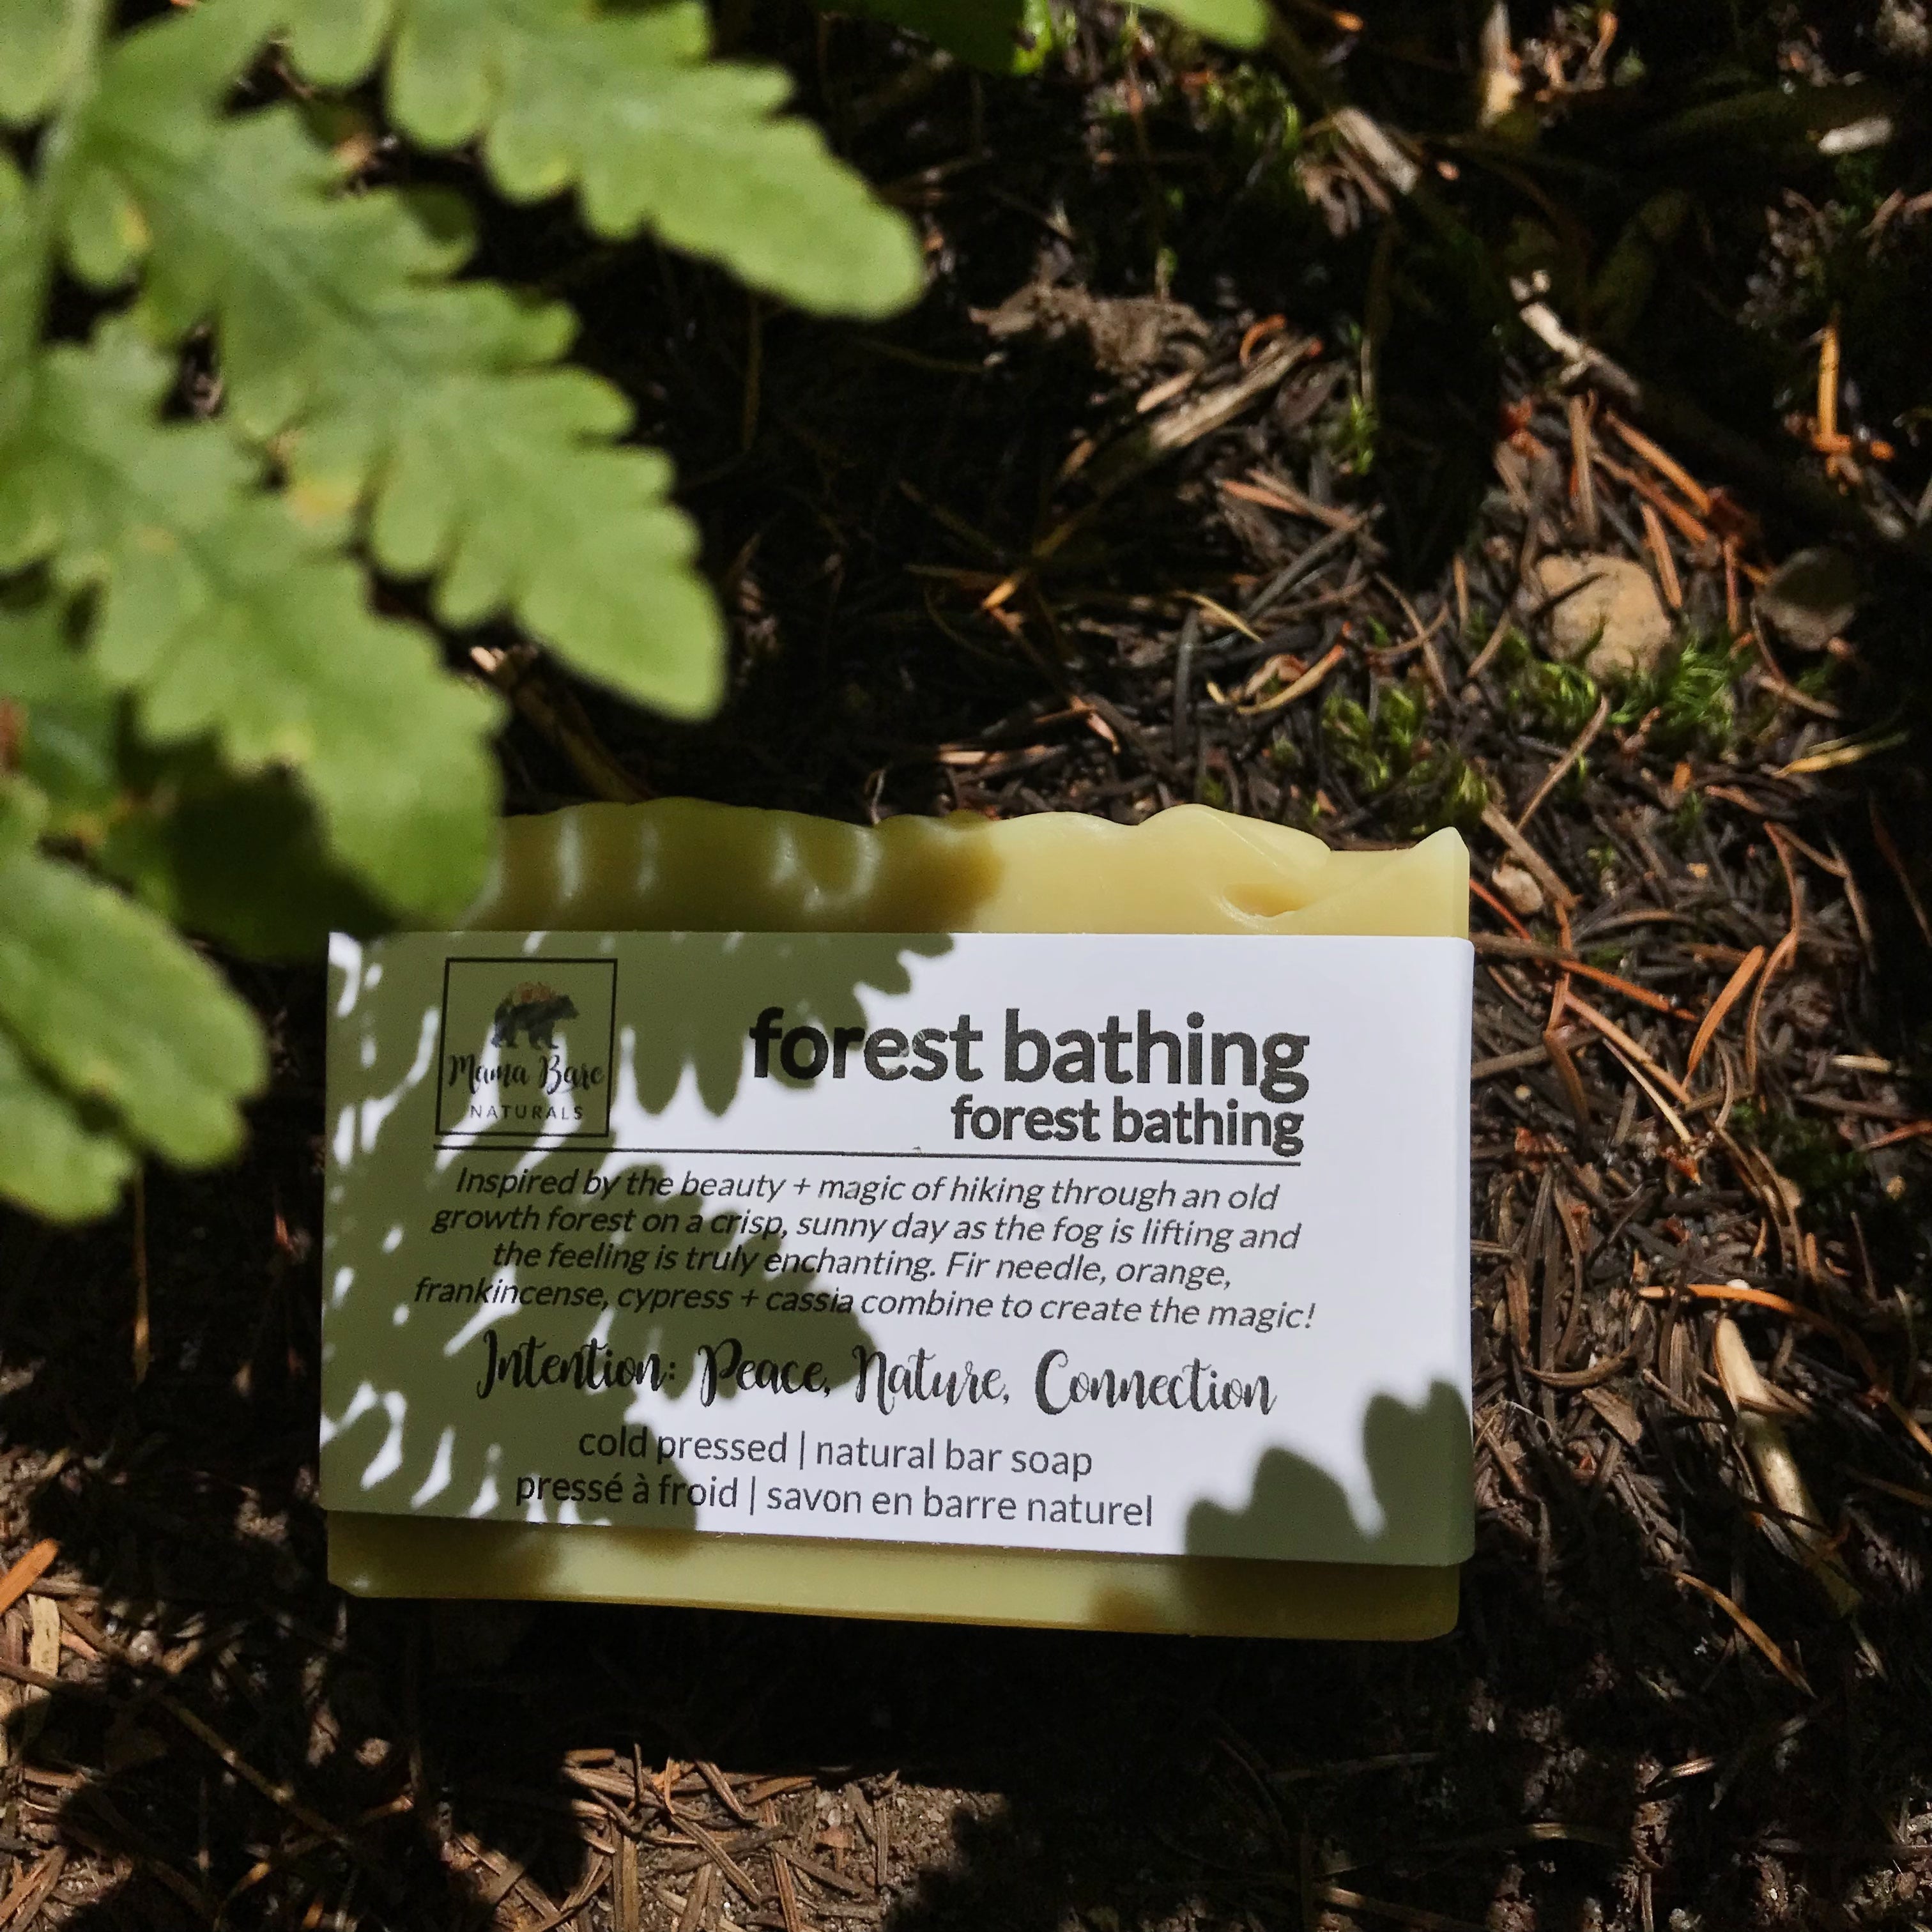 Mama Bare
NATURALS
forest bathing
forest bathing
Inspired by the beauty + magic of hiking through an old
growth forest on a crisp, sunny day as the fog is lifting and
the feeling is truly enchanting. Fir needle, orange,
frankincense, cypress + cassia combine to create the magic!
Intention: Peace, Nature, Connection
cold pressed | natural bar soap
pressé à froid | savon en barre naturel